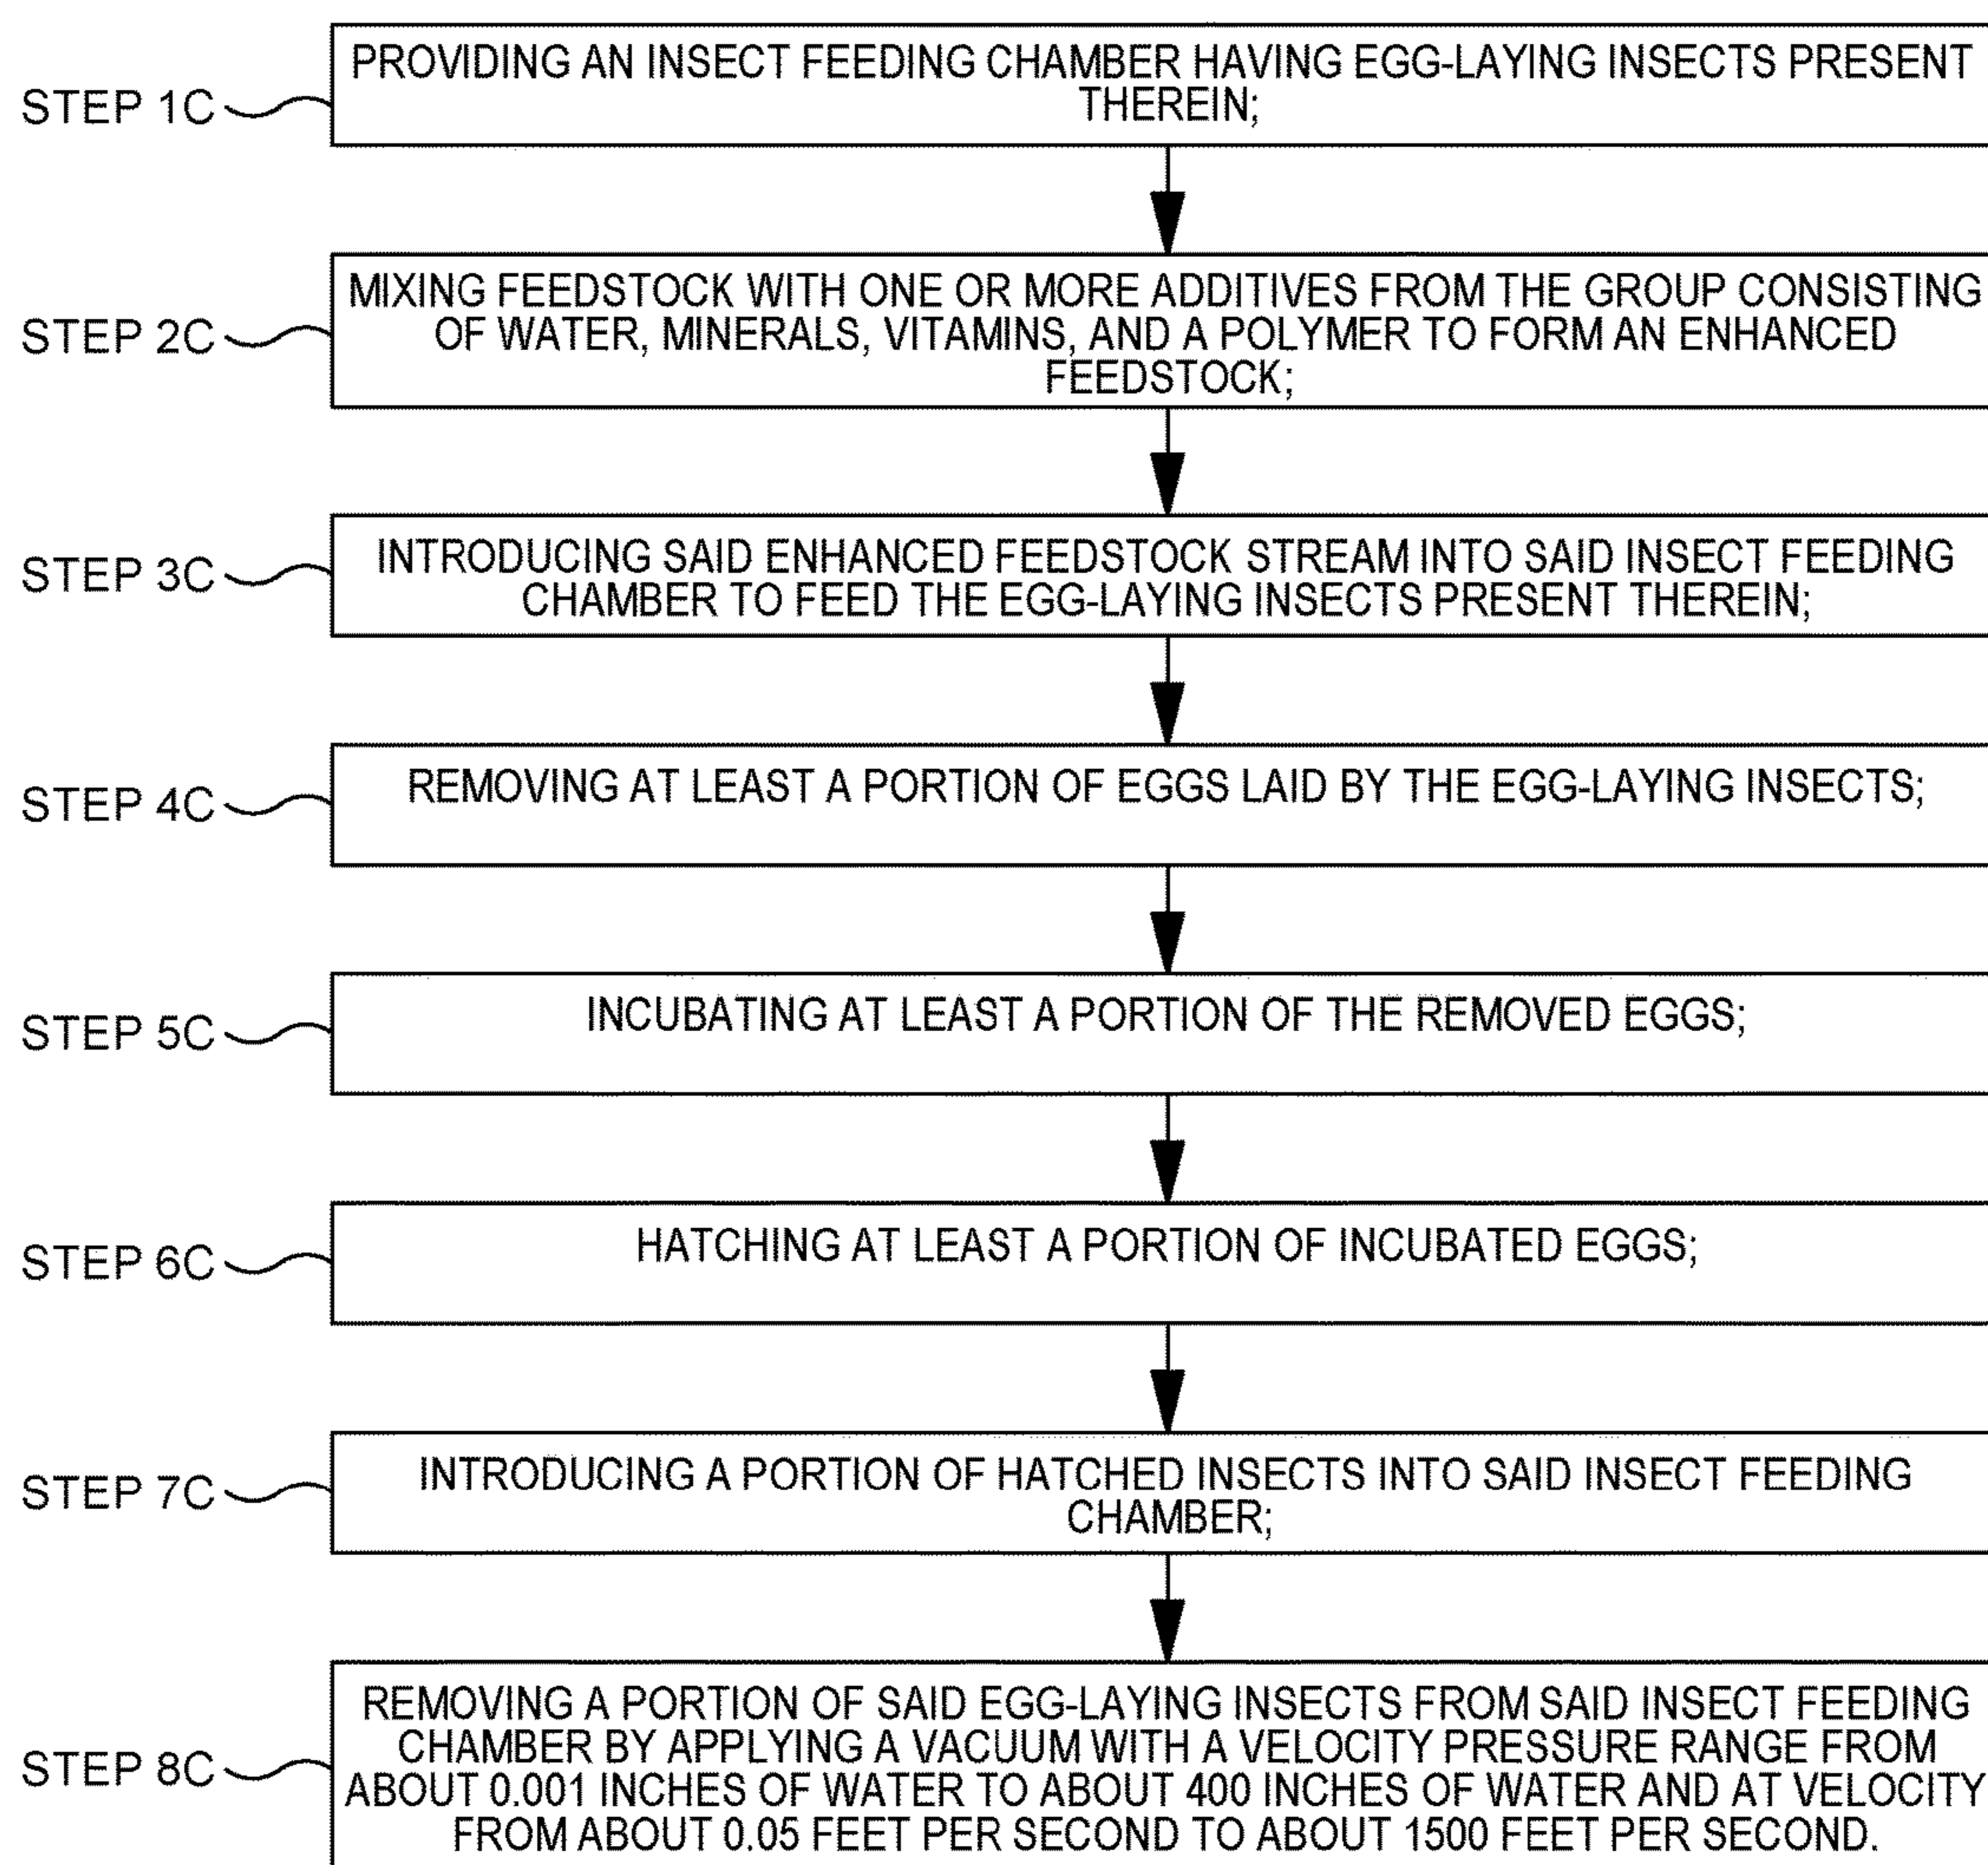 STEP 1C
PROVIDING AN INSECT FEEDING CHAMBER HAVING EGG-LAYING INSECTS PRESENT
THEREIN;
STEP 2C
MIXING FEEDSTOCK WITH ONE OR MORE ADDITIVES FROM THE GROUP CONSISTING
OF WATER, MINERALS, VITAMINS, AND A POLYMER TO FORM AN ENHANCED
FEEDSTOCK;
STEP 3C
INTRODUCING SAID ENHANCED FEEDSTOCK STREAM INTO SAID INSECT FEEDING
CHAMBER TO FEED THE EGG-LAYING INSECTS PRESENT THEREIN;
STEP 4C
REMOVING AT LEAST A PORTION OF EGGS LAID BY THE EGG-LAYING INSECTS;
STEP 5C
INCUBATING AT LEAST A PORTION OF THE REMOVED EGGS;
STEP 6C
HATCHING AT LEAST A PORTION OF INCUBATED EGGS;
STEP 7C
INTRODUCING A PORTION OF HATCHED INSECTS INTO SAID INSECT FEEDING
CHAMBER;
STEP 8C
REMOVING A PORTION OF SAID EGG-LAYING INSECTS FROM SAID INSECT FEEDING
CHAMBER BY APPLYING A VACUUM WITH A VELOCITY PRESSURE RANGE FROM
ABOUT 0.001 INCHES OF WATER TO ABOUT 400 INCHES OF WATER AND AT VELOCITY
FROM ABOUT 0.05 FEET PER SECOND TO ABOUT 1500 FEET PER SECOND.